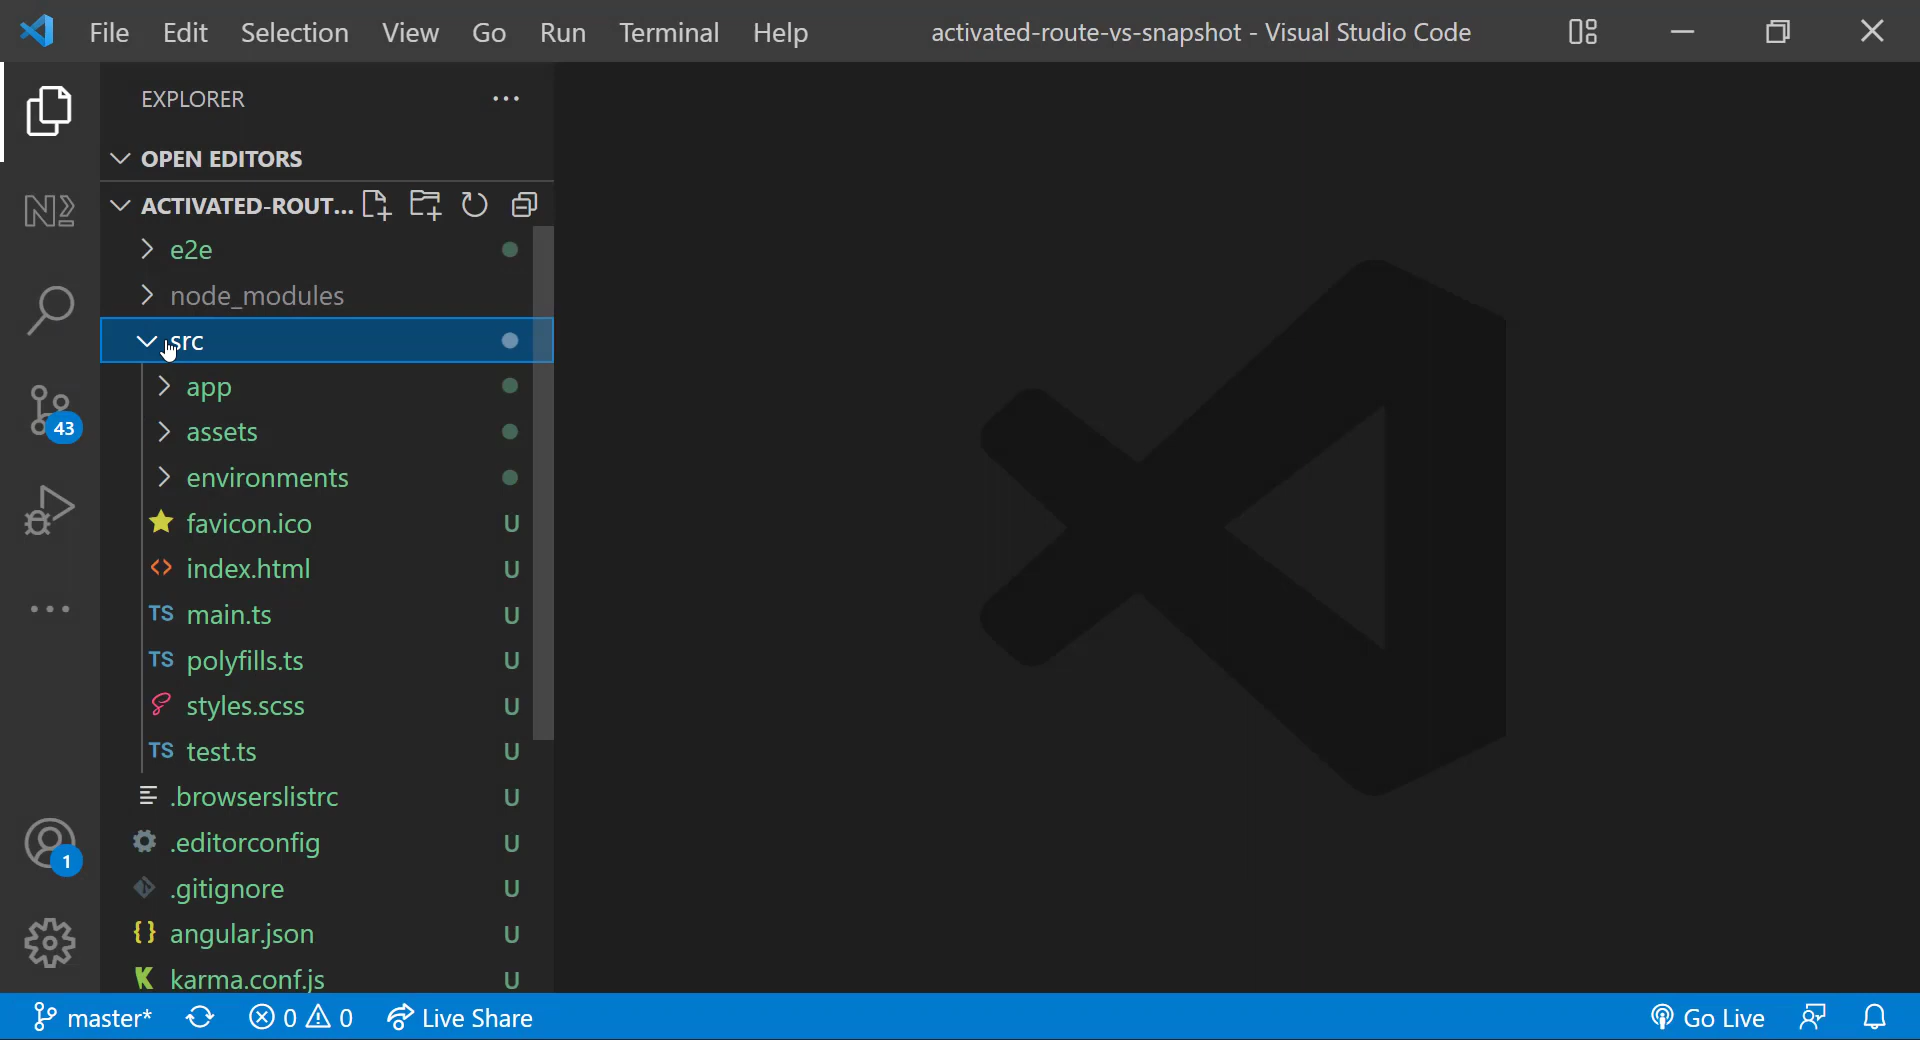 File Edit Selection View Go Run Terminal Help activated-route-vs-snapshot - Visual Studio Code
EXPLORER
OPEN EDITORS
ACTIVATED-ROUT...
e2e
node_modules
src
app
assets
environments
favicon.ico U
index.html U
TS main.ts U
TS polyfills.ts U
styles.scss U
TS test.ts U
.browserslistrc U
.editorconfig U
.gitignore U
{} angular.json U
K karma.conf.js U
43
1
master* 0 0 Live Share Go Live